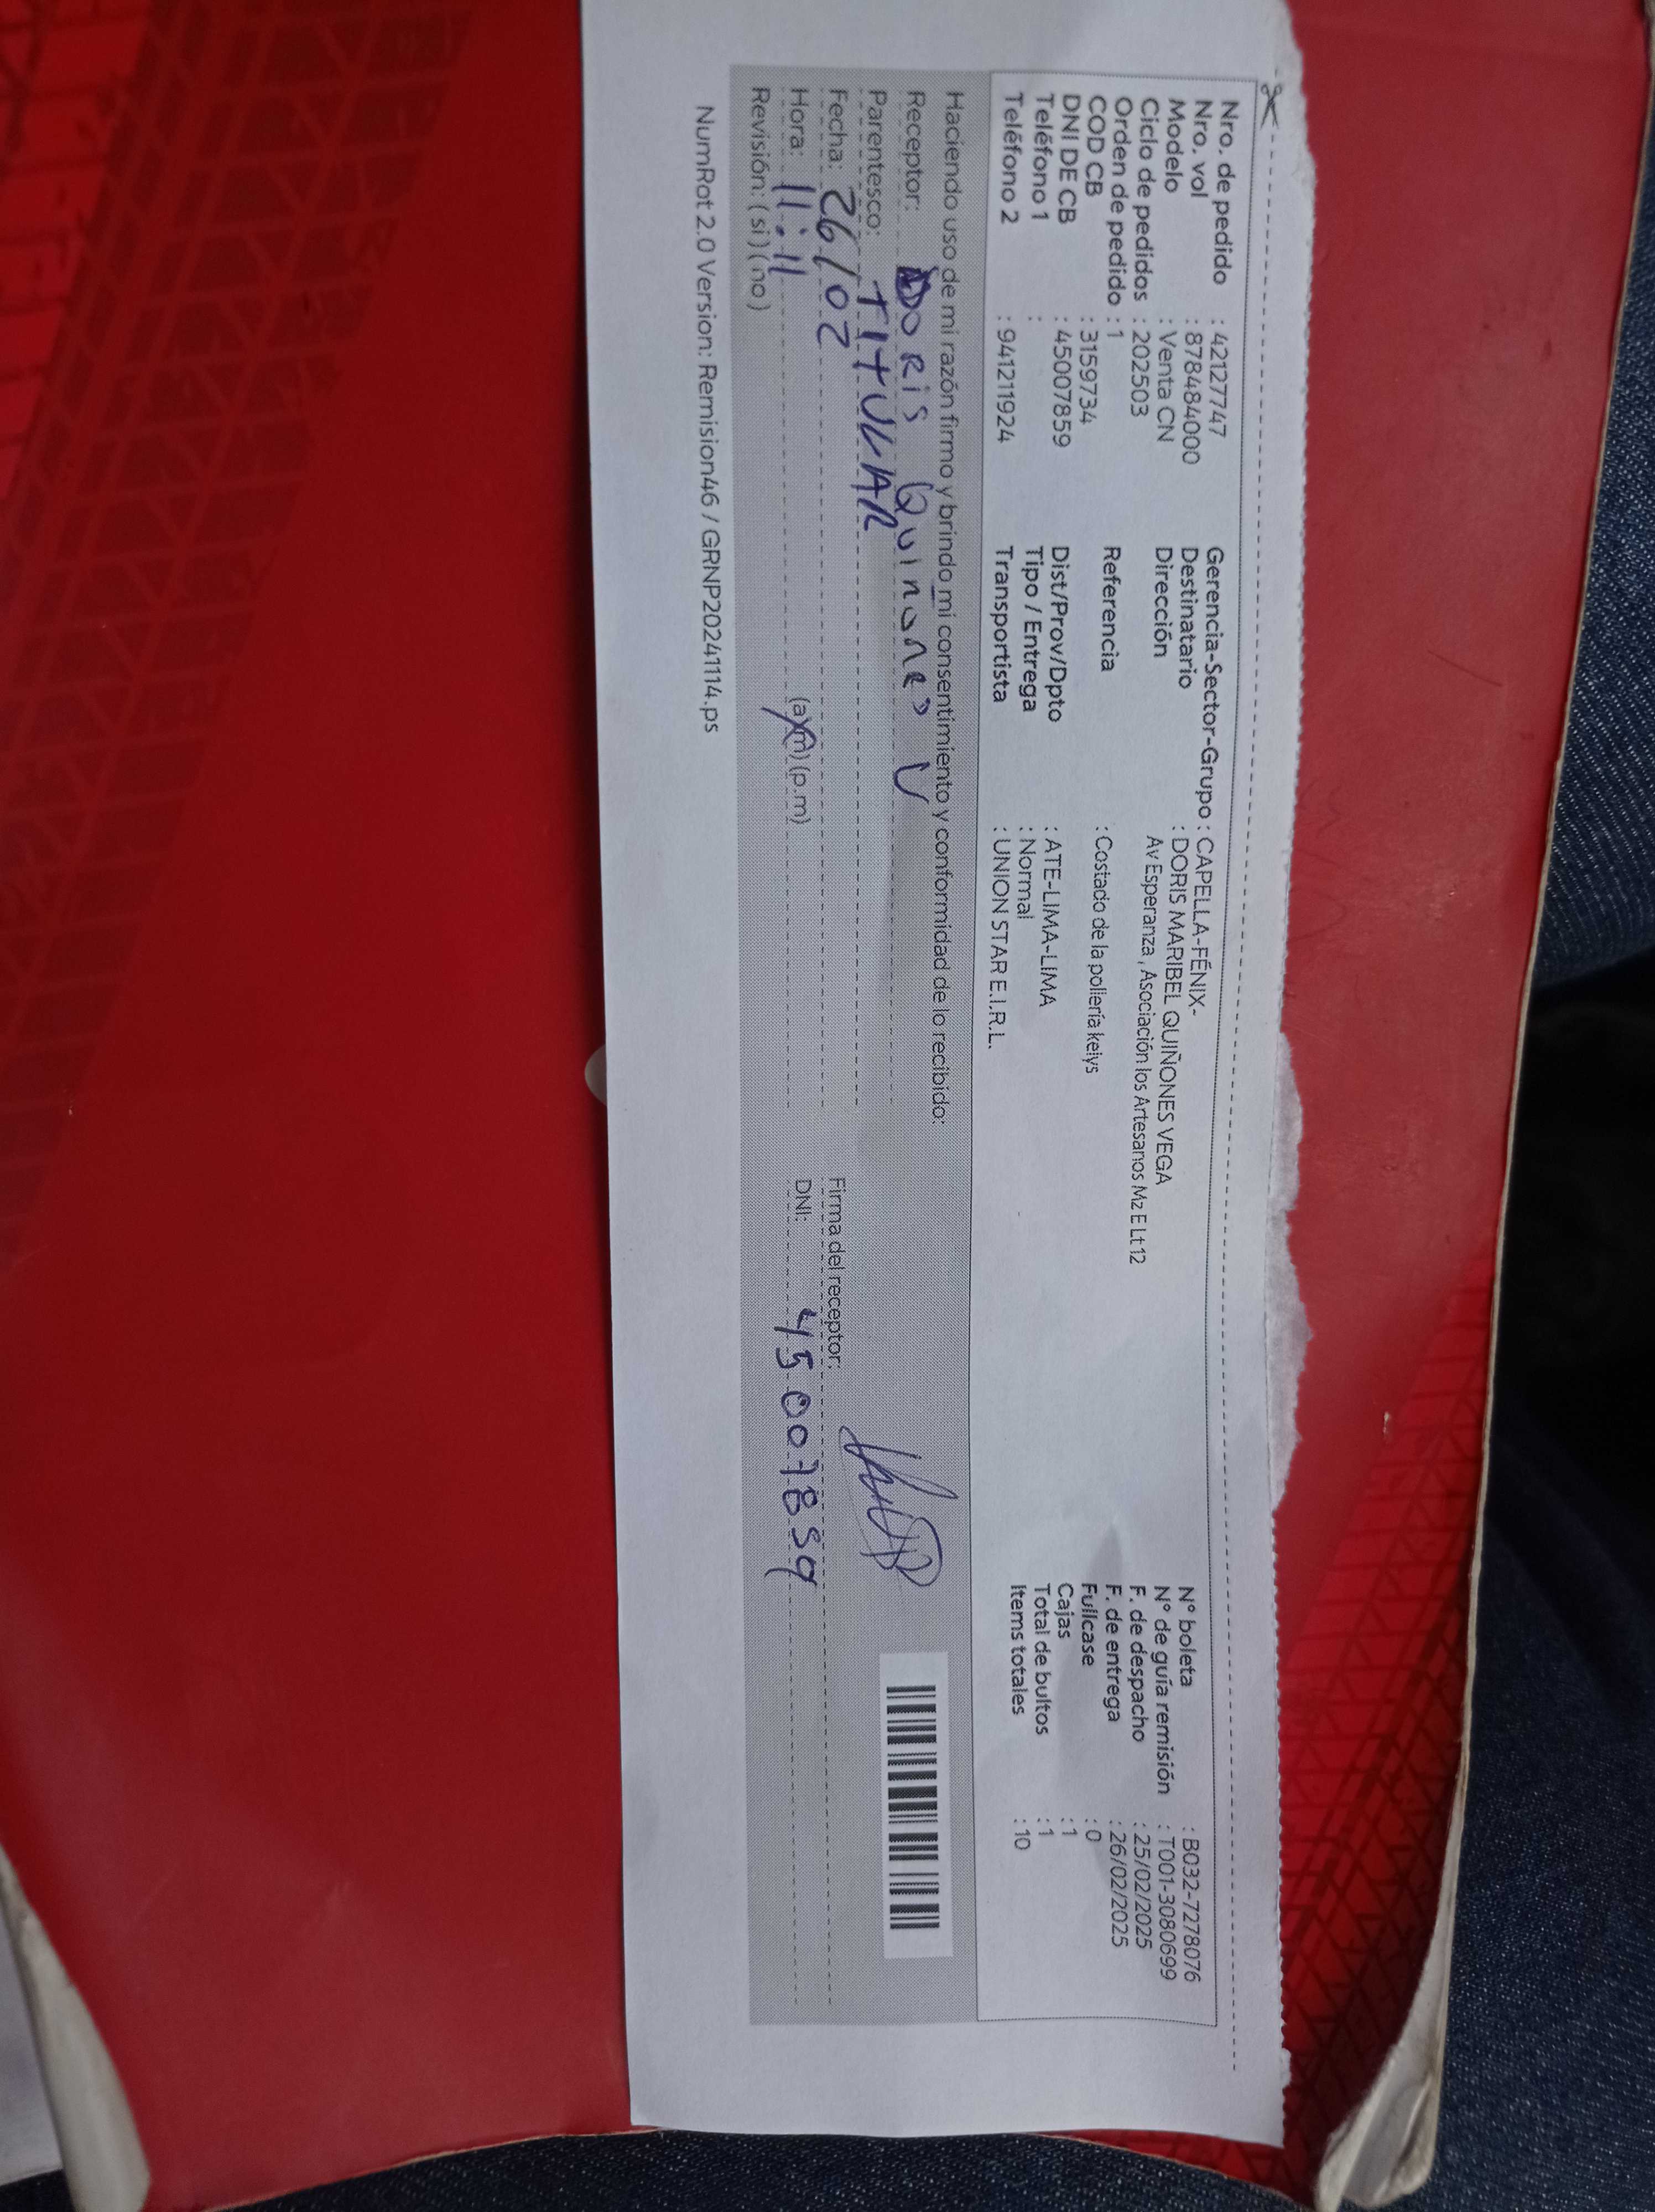 Nro. de pedido : 42127747
Nro. vol : 8784840​00
Modelo : Venta CN
Ciclo de pedidos : 202503
Orden de pedido : 1
COD CB : 3159734
DNI DE CB : 45007859
Teléfono 1 :
Teléfono 2 : 941211924
Gerencia-Sector-Grupo : CAPELLA-FÉNIX-
Destinatario : DORIS MARIBEL QUIÑONES VEGA
Dirección Av Esperanza , Asociación los Artesanos Mz E Lt 12
Referencia : Costado de la poliería keiys
Dist/Prov/Dpto : ATE-LIMA-LIMA
Tipo / Entrega : Normal
Transportista : UNION STAR E.I.R.L.
N° boleta : B032-7278076
N° de guía remisión : T001-3080699
F. de despacho : 25/02/2025
F. de entrega : 26/02/2025
Fullcase : 0
Cajas : 1
Total de bultos : 1
Items totales : 10
Haciendo uso de mi razón firmo y brindo mi consentimiento y conformidad de lo recibido:
Receptor: DORIS Quinones V
Parentesco: TITULAR
Fecha: 26/02
Hora: 11:11 (a.m) (p.m)
Revisión: ( si ) ( no )
Firma del receptor:
DNI: 45007859
NumRot 2.0 Version: Remision46 / GRNP20241114.ps